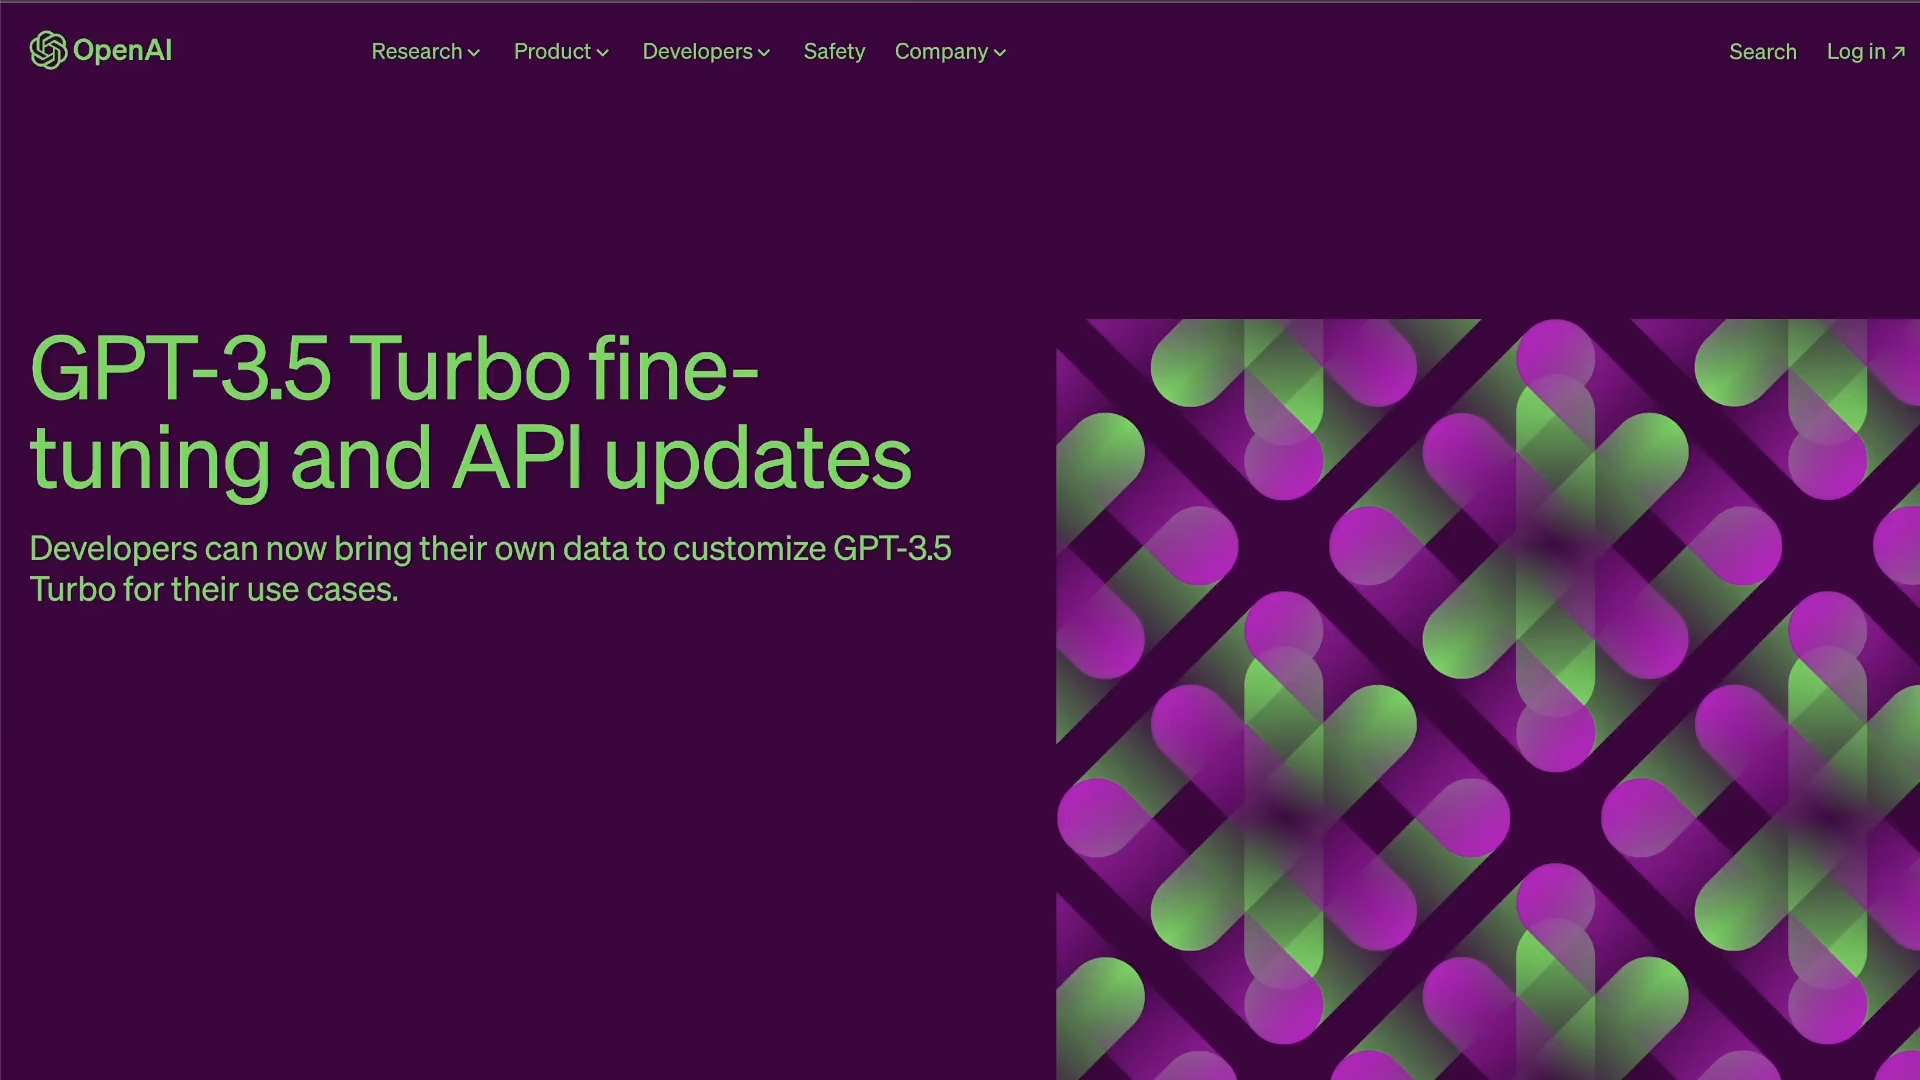 OpenAI
Research Product Developers Safety Company
Search Log in
GPT-3.5 Turbo fine-
tuning and API updates
Developers can now bring their own data to customize GPT-3.5
Turbo for their use cases.